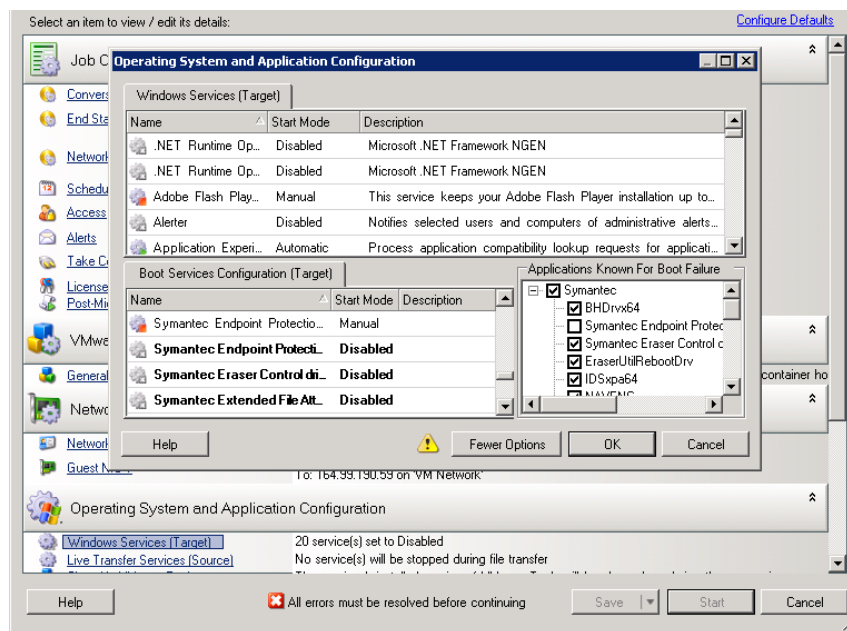 Select an item to view / edit its details:
Configure Defaults
Job C
Operating System and Application Configuration
Windows Services (Target)
Name
Start Mode
Description
.NET Runtime Op...
Disabled
Microsoft .NET Framework NGEN
.NET Runtime Op...
Disabled
Microsoft .NET Framework NGEN
Adobe Flash Play...
Manual
This service keeps your Adobe Flash Player installation up to...
Alerter
Disabled
Notifies selected users and computers of administrative alerts...
Application Experi...
Automatic
Process application compatibility lookup requests for applicati...
Convers
End Sta
Network
Schedu
Access
Alerts
Take Co
License
Post-Mi
Boot Services Configuration (Target)
Name
Start Mode
Description
Symantec Endpoint Protectio...
Manual
Symantec Endpoint Protecti...
Disabled
Symantec Eraser Control dri...
Disabled
Symantec Extended File Att...
Disabled
Applications Known For Boot Failure
Symantec
BHDrvx64
Symantec Endpoint Protec
Symantec Eraser Control d
EraserUtilRebootDrv
IDSxpa64
NAVENG
Help
Fewer Options
OK
Cancel
VMwa
General
container ho
Netwo
Network
Guest N
To: 164.99.190.59 on 'VM Network'
Operating System and Application Configuration
Windows Services (Target)
20 service(s) set to Disabled
Live Transfer Services (Source)
No service(s) will be stopped during file transfer
Help
All errors must be resolved before continuing
Save
Start
Cancel